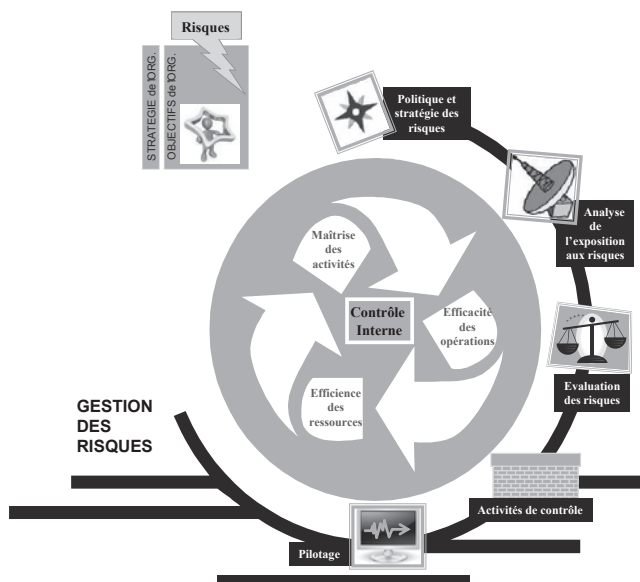 Risques
STRATEGIE de l'ORG.
OBJECTIFS de l'ORG.
Politique et
stratégie des
risques
Analyse
de
l'exposition
aux risques
Maîtrise
des
activités
Contrôle
Interne
Efficacité
des
opérations
Evaluation
des risques
Efficience
des
ressources
GESTION
DES
RISQUES
Activités de contrôle
Pilotage